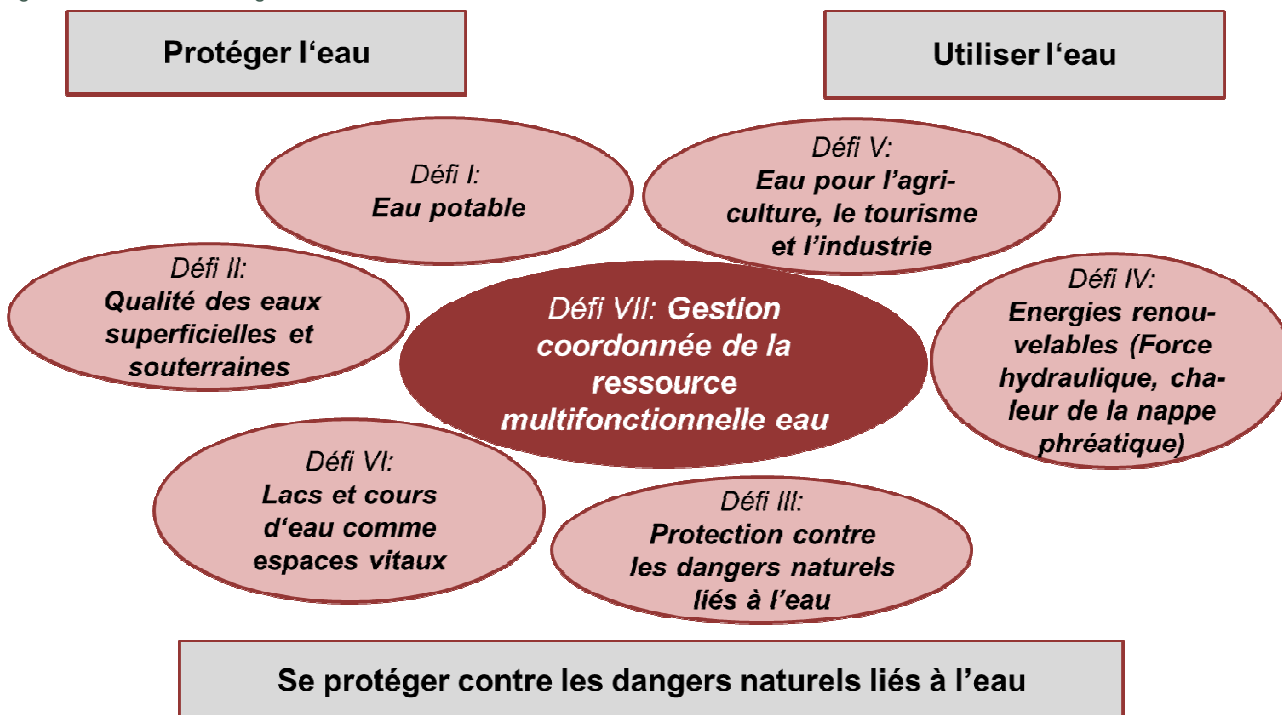 Protéger l‘eau
Utiliser l‘eau
Défi I:
Eau potable
Défi V:
Eau pour l’agri-
culture, le tourisme
et l’industrie
Défi II:
Qualité des eaux
superficielles et
souterraines
Défi VII: Gestion
coordonnée de la
ressource
multifonctionnelle eau
Défi IV:
Energies renou-
velables (Force
hydraulique, cha-
leur de la nappe
phréatique)
Défi VI:
Lacs et cours
d‘eau comme
espaces vitaux
Défi III:
Protection contre
les dangers naturels
liés à l’eau
Se protéger contre les dangers naturels liés à l’eau